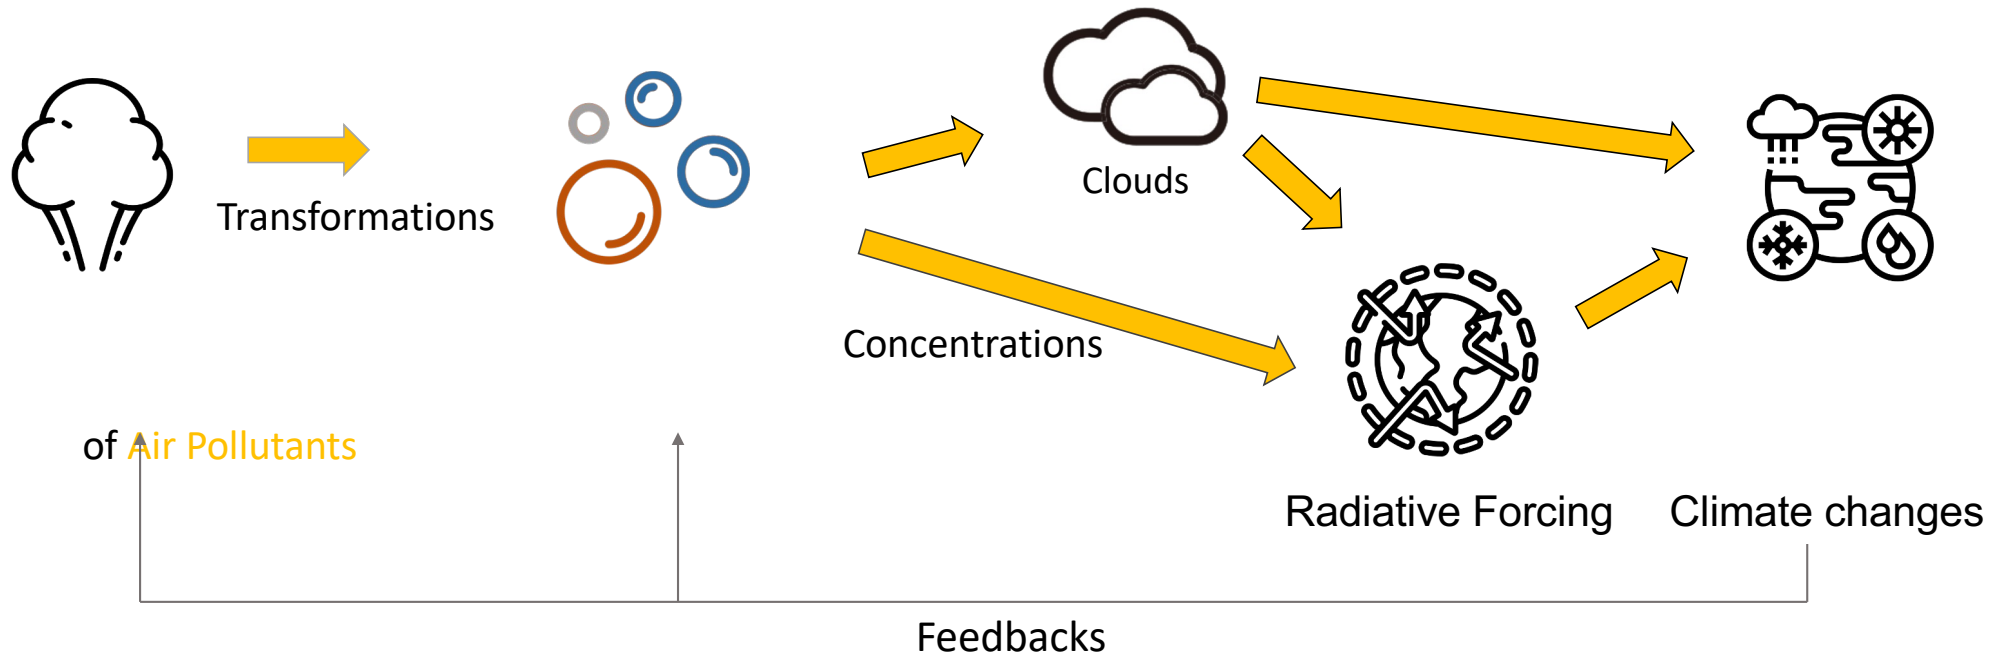 Clouds
Transformations
Concentrations
of Air Pollutants
Radiative Forcing
Climate changes
Feedbacks